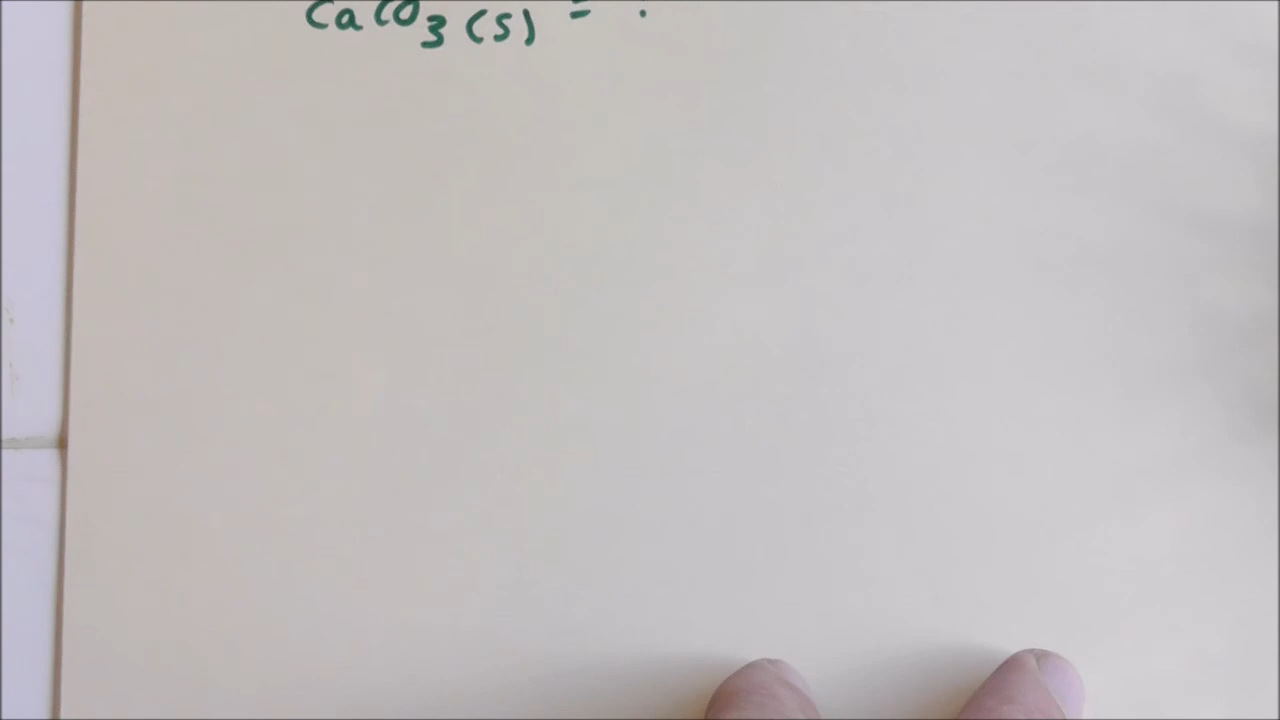 CaCO3(s) = ?